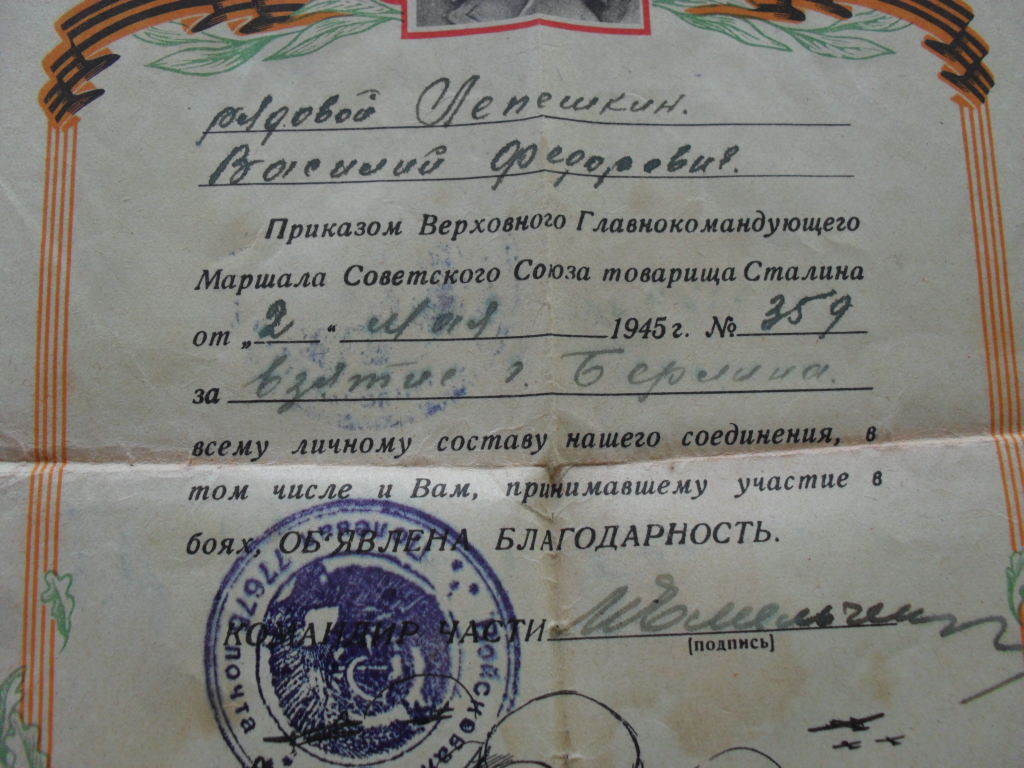 рядовой Лепешкин.
Василий Федорович.
Приказом Верховного Главнокомандующего
Маршала Советского Союза товарища Сталина
от „2“ Мая 1945 г. № 359
за взятие г. Берлина.
всему личному составу нашего соединения, в
том числе и Вам, принимавшему участие в
боях, ОБ'ЯВЛЕНА БЛАГОДАРНОСТЬ.
КОМАНДИР ЧАСТИ
(подпись)
полевая почта